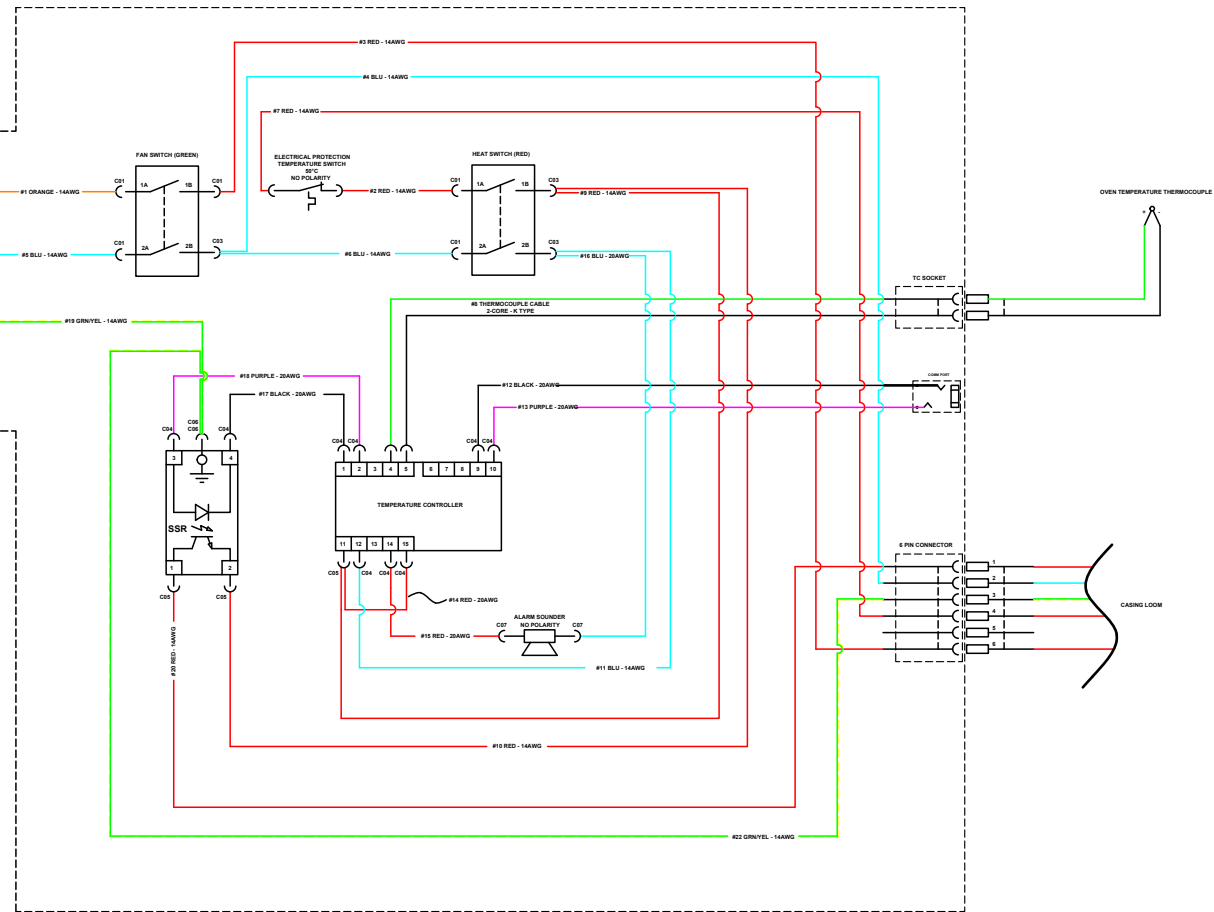 #3 RED - 14AWG
#4 BLU - 14AWG
#7 RED - 14AWG
FAN SWITCH (GREEN)
ELECTRICAL PROTECTION
TEMPERATURE SWITCH
50°C
NO POLARITY
HEAT SWITCH (RED)
C01
1A
1B
C01
C01
1A
1B
C03
#1 ORANGE - 14AWG
#2 RED - 14AWG
#9 RED - 14AWG
OVEN TEMPERATURE THERMOCOUPLE
+
-
C01
2A
2B
C03
C01
2A
2B
C03
#5 BLU - 14AWG
#6 BLU - 14AWG
#16 BLU - 20AWG
TC SOCKET
#8 THERMOCOUPLE CABLE
2-CORE - K TYPE
#19 GRN/YEL - 14AWG
#18 PURPLE - 20AWG
#17 BLACK - 20AWG
#12 BLACK - 20AWG
COMM PORT
#13 PURPLE - 20AWG
C04
C06
C06
C04
C04
C04
C04
C04
3
4
1
2
3
4
5
6
7
8
9
10
TEMPERATURE CONTROLLER
SSR
11
12
13
14
15
1
2
C05
C05
C05
C04
C04
C04
6 PIN CONNECTOR
1
2
3
4
5
6
CASING LOOM
#14 RED - 20AWG
ALARM SOUNDER
NO POLARITY
C07
C07
#15 RED - 20AWG
#20 RED - 14AWG
#11 BLU - 14AWG
#10 RED - 14AWG
#22 GRN/YEL - 14AWG